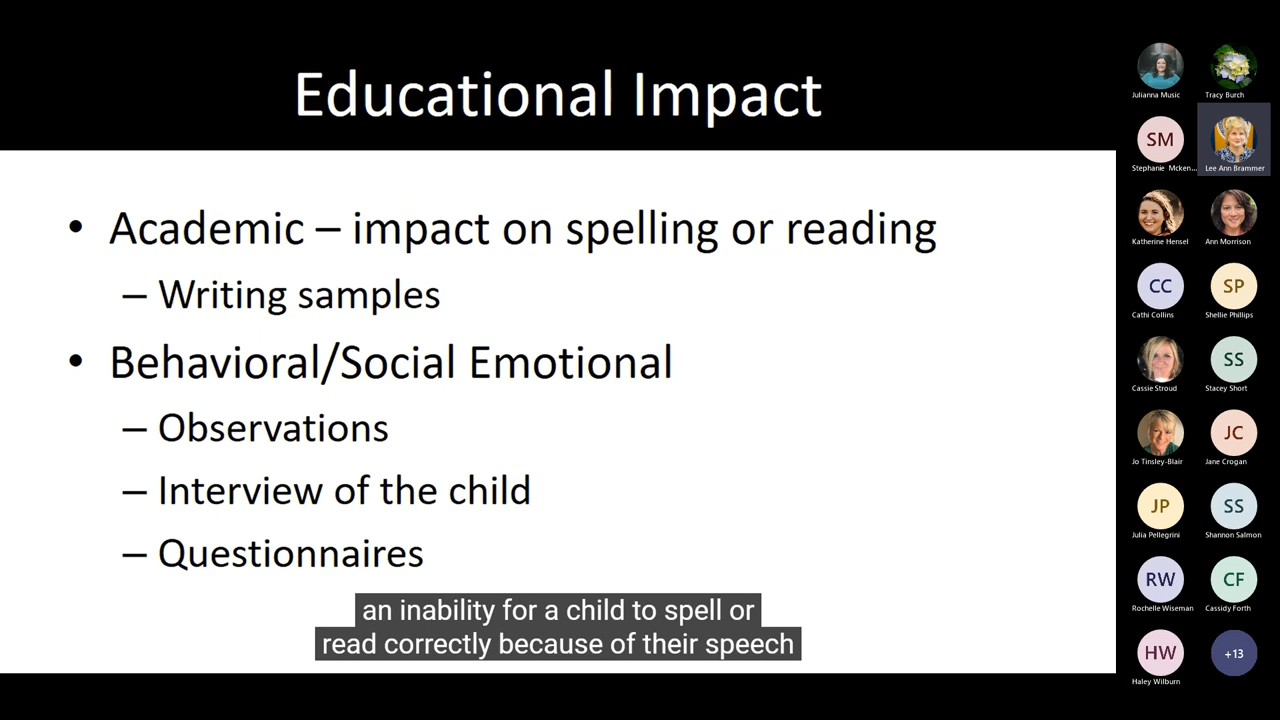 Educational Impact
• Academic – impact on spelling or reading
– Writing samples
• Behavioral/Social Emotional
– Observations
– Interview of the child
– Questionnaires
an inability for a child to spell or
read correctly because of their speech
Julianna Music
Tracy Burch
SM
Stephanie Mcken...
Lee Ann Brammer
Katherine Hensel
Ann Morrison
CC
Cathi Collins
SP
Shellie Phillips
Cassie Stroud
SS
Stacey Short
Jo Tinsley-Blair
JC
Jane Crogan
JP
Julia Pellegrini
SS
Shannon Salmon
RW
Rochelle Wiseman
CF
Cassidy Forth
HW
Haley Wilburn
+13